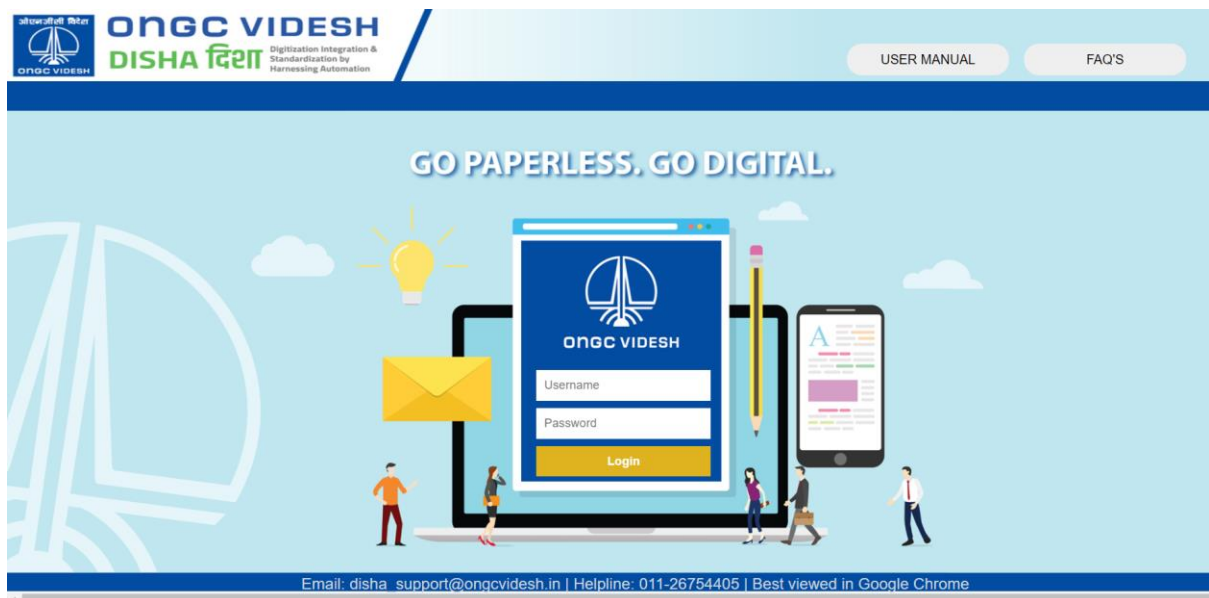 ओएनजीसी विदेश
ONGC VIDESH
ONGC VIDESH
DISHA दिशा
Digitization Integration &
Standardization by
Harnessing Automation
USER MANUAL
FAQ'S
GO PAPERLESS. GO DIGITAL.
ONGC VIDESH
Username
Password
Login
A
Email: disha_support@ongcvidesh.in | Helpline: 011-26754405 | Best viewed in Google Chrome